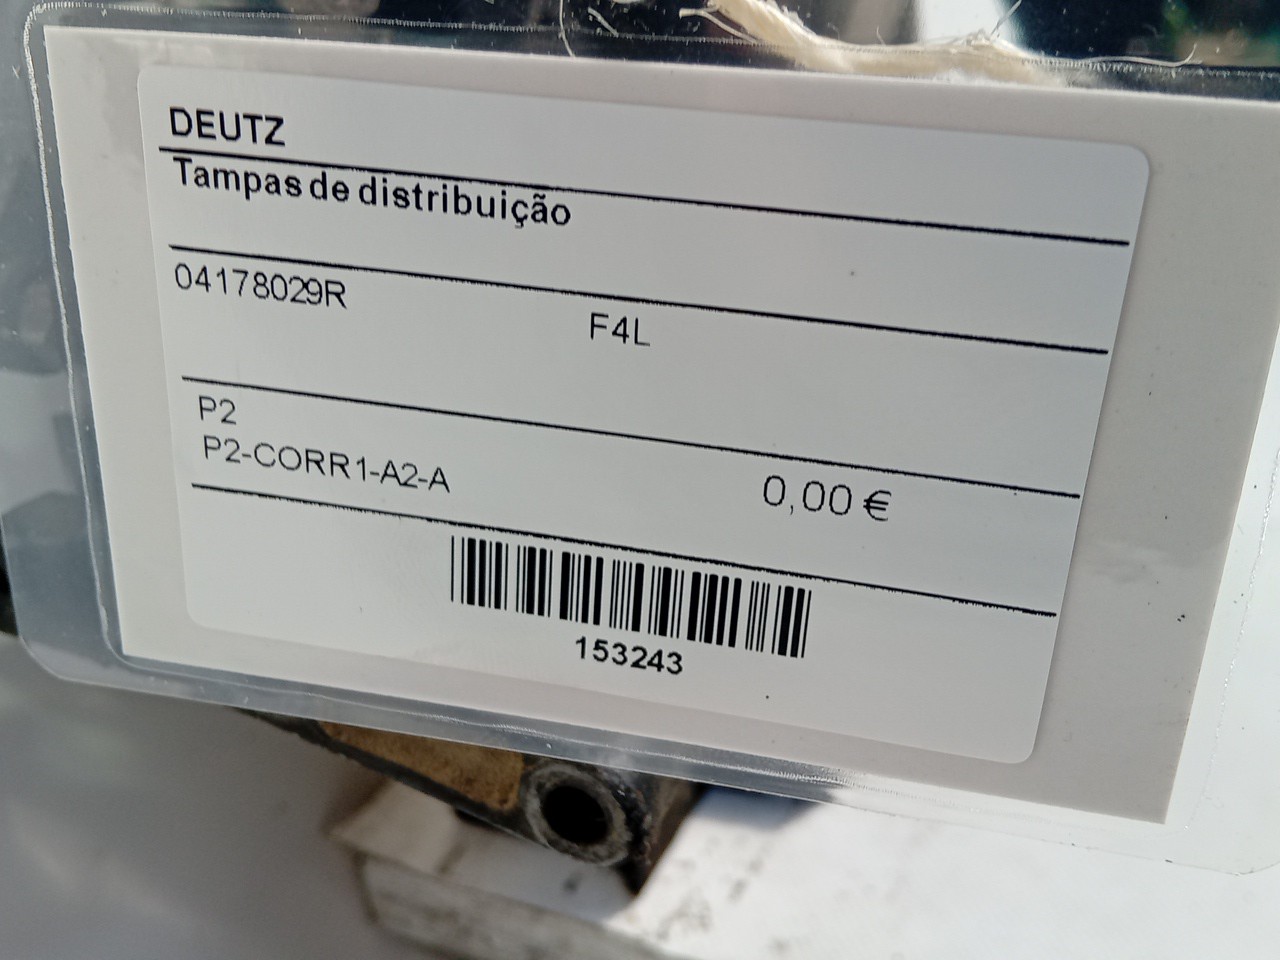 DEUTZ
Tampas de distribuição
04178029R
F4L
P2
P2-CORR1-A2-A
0,00 €
153243